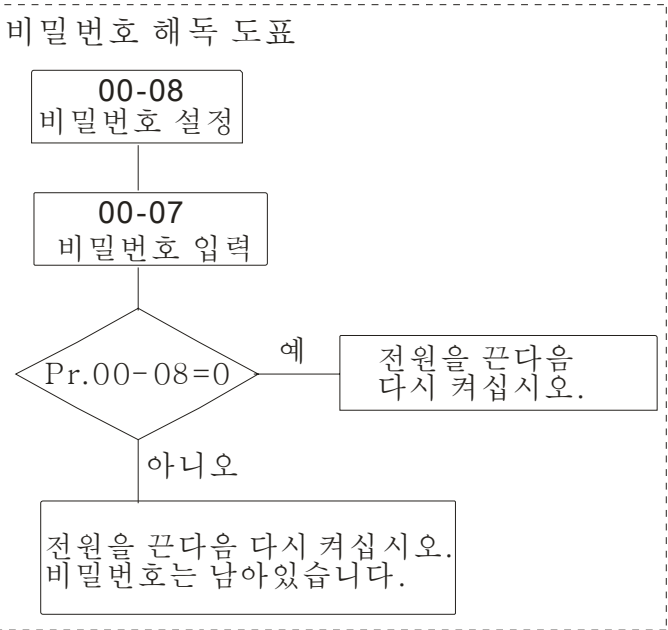 비밀번호 해독 도표
00-08
비밀번호 설정
00-07
비밀번호 입력
Pr.00-08=0
예
전원을 끈다음
다시 켜십시오.
아니오
전원을 끈다음 다시 켜십시오.
비밀번호는 남아있습니다.